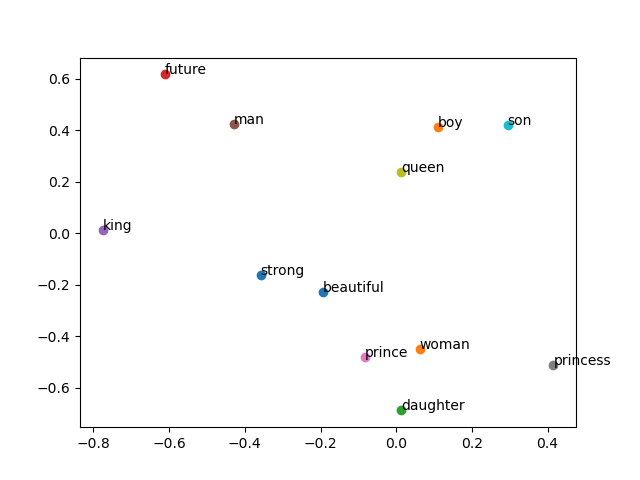 future
man
boy
son
queen
king
strong
beautiful
prince
woman
princess
daughter
0.6
0.4
0.2
0.0
−0.2
−0.4
−0.6
−0.8 −0.6 −0.4 −0.2 0.0 0.2 0.4